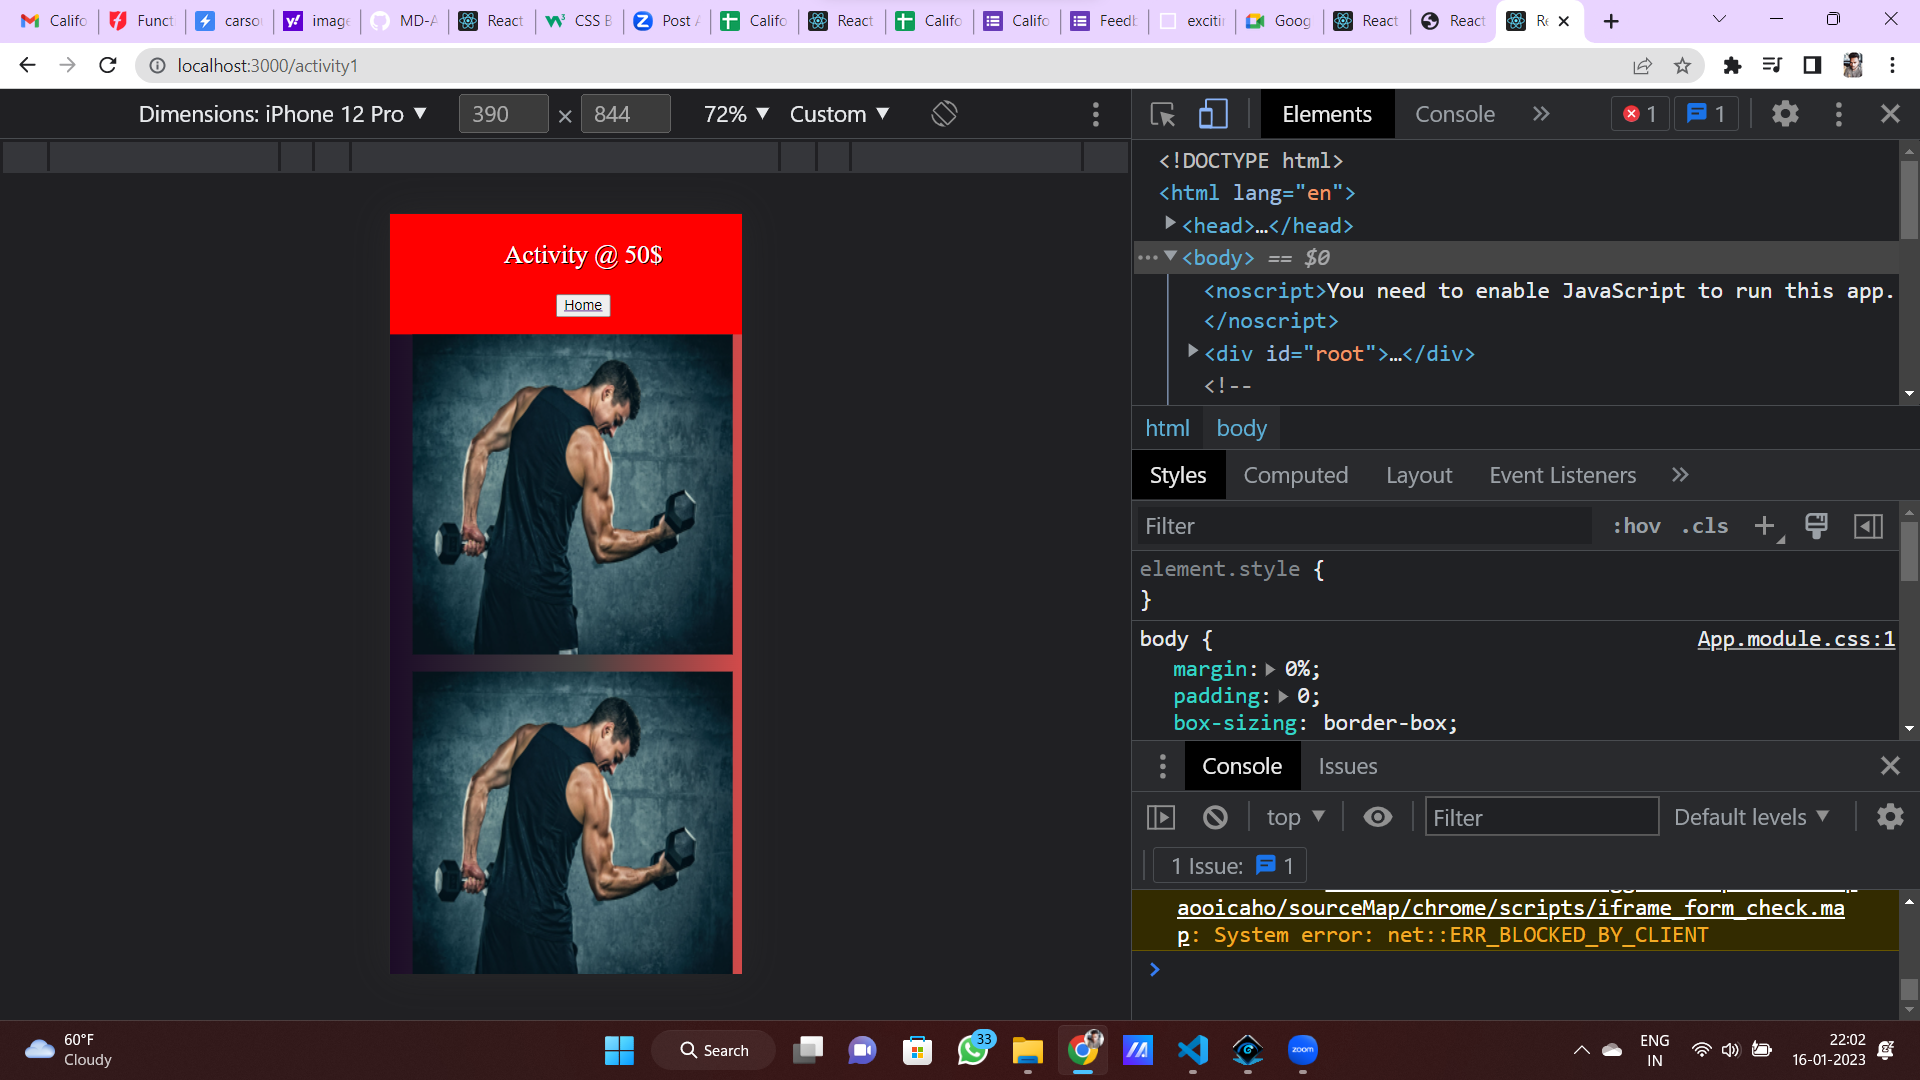 Califo
Funct
carso
image
MD-A
React
CSS B
Post A
Califo
React
Califo
Califo
Feedb
excitin
Goog
React
React
Re
localhost:3000/activity1
Dimensions: iPhone 12 Pro ▼ 390 × 844 72% ▼ Custom ▼
Activity @ 50$
Home
Elements Console » 1 1
<!DOCTYPE html>
<html lang="en">
<head>…</head>
<body> == $0
<noscript>You need to enable JavaScript to run this app.
</noscript>
<div id="root">…</div>
<!--
html body
Styles Computed Layout Event Listeners »
Filter :hov .cls +
element.style {
}
body { App.module.css:1
margin: 0%;
padding: 0;
box-sizing: border-box;
Console Issues
top ▼ Filter Default levels ▼
1 Issue: 1
aooicaho/sourceMap/chrome/scripts/iframe_form_check.ma
p: System error: net::ERR_BLOCKED_BY_CLIENT
60°F
Cloudy
Search
33
zoom
ENG
IN
22:02
16-01-2023